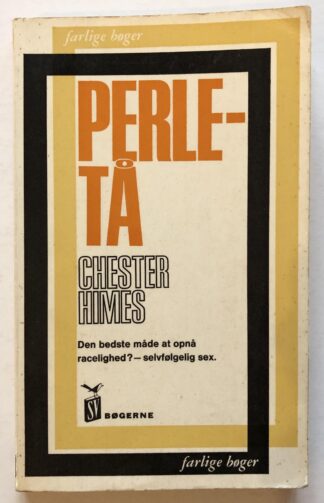 farlige bøger
PERLE-
TÅ
CHESTER
HIMES
Den bedste måde at opnå
racelighed? – selvfølgelig sex.
SV
BØGERNE
farlige bøger